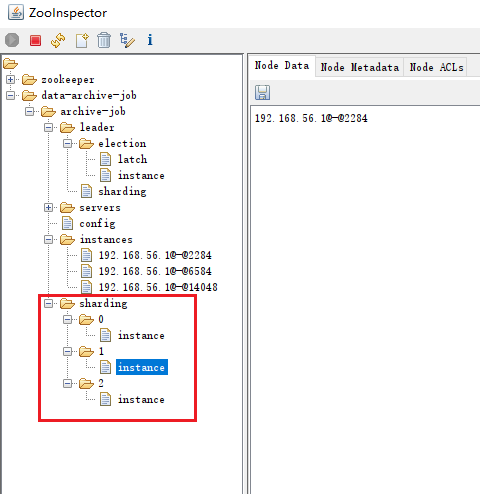 ZooInspector
zookeeper
data-archive-job
archive-job
leader
election
latch
instance
sharding
servers
config
instances
192.168.56.1@-@2284
192.168.56.1@-@6584
192.168.56.1@-@14048
sharding
0
instance
1
instance
2
instance
Node Data Node Metadata Node ACLs
192.168.56.1@-@2284